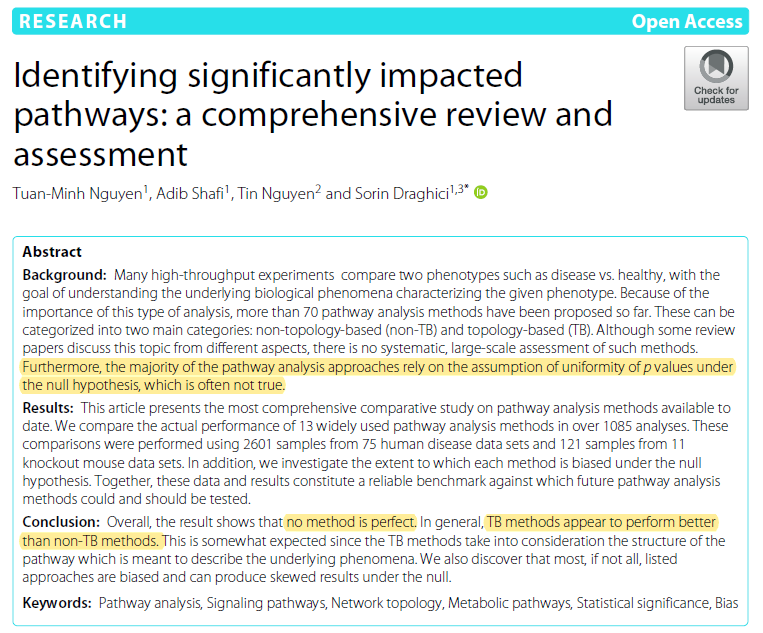 RESEARCH Open Access
Check for
updates
Identifying significantly impacted
pathways: a comprehensive review and
assessment
Tuan-Minh Nguyen1, Adib Shafi1, Tin Nguyen2 and Sorin Draghici1,3* iD
Abstract
Background: Many high-throughput experiments compare two phenotypes such as disease vs. healthy, with the
goal of understanding the underlying biological phenomena characterizing the given phenotype. Because of the
importance of this type of analysis, more than 70 pathway analysis methods have been proposed so far. These can be
categorized into two main categories: non-topology-based (non-TB) and topology-based (TB). Although some review
papers discuss this topic from different aspects, there is no systematic, large-scale assessment of such methods.
Furthermore, the majority of the pathway analysis approaches rely on the assumption of uniformity of p values under
the null hypothesis, which is often not true.
Results: This article presents the most comprehensive comparative study on pathway analysis methods available to
date. We compare the actual performance of 13 widely used pathway analysis methods in over 1085 analyses. These
comparisons were performed using 2601 samples from 75 human disease data sets and 121 samples from 11
knockout mouse data sets. In addition, we investigate the extent to which each method is biased under the null
hypothesis. Together, these data and results constitute a reliable benchmark against which future pathway analysis
methods could and should be tested.
Conclusion: Overall, the result shows that no method is perfect. In general, TB methods appear to perform better
than non-TB methods. This is somewhat expected since the TB methods take into consideration the structure of the
pathway which is meant to describe the underlying phenomena. We also discover that most, if not all, listed
approaches are biased and can produce skewed results under the null.
Keywords: Pathway analysis, Signaling pathways, Network topology, Metabolic pathways, Statistical significance, Bias